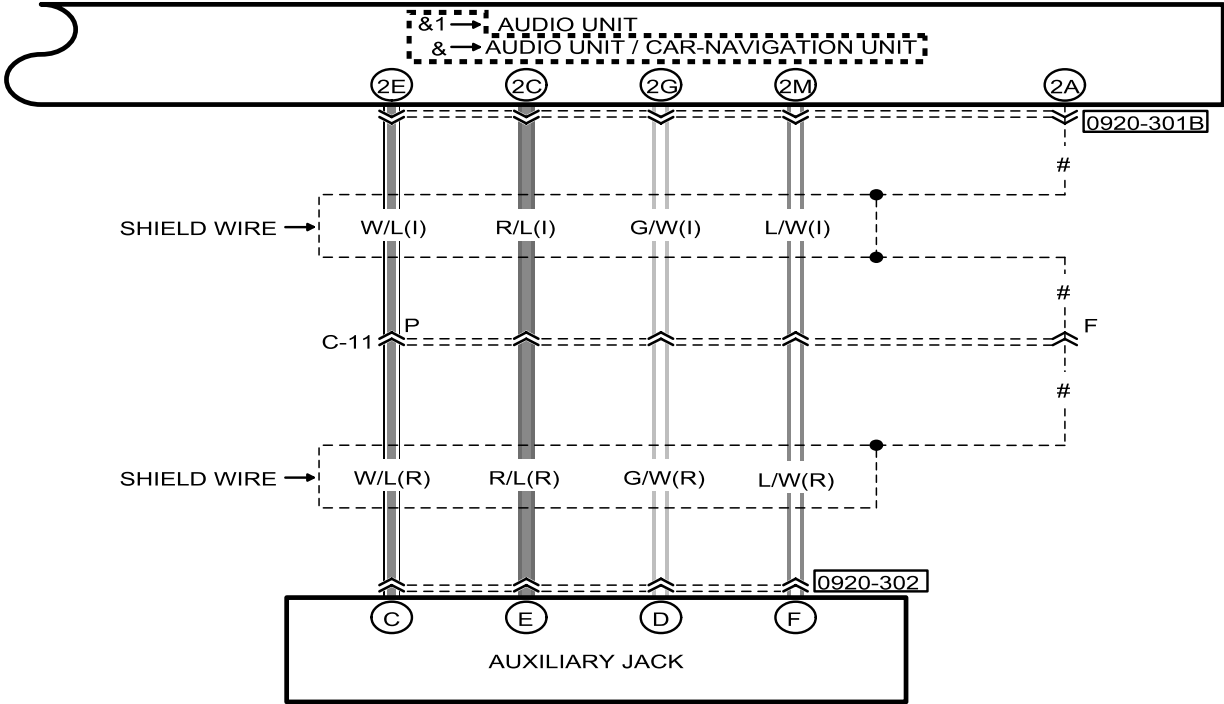 &1 AUDIO UNIT
& AUDIO UNIT / CAR-NAVIGATION UNIT
2E 2C 2G 2M 2A
0920-301B
#
SHIELD WIRE W/L(I) R/L(I) G/W(I) L/W(I)
#
P F
C-11
#
SHIELD WIRE W/L(R) R/L(R) G/W(R) L/W(R)
0920-302
C E D F
AUXILIARY JACK